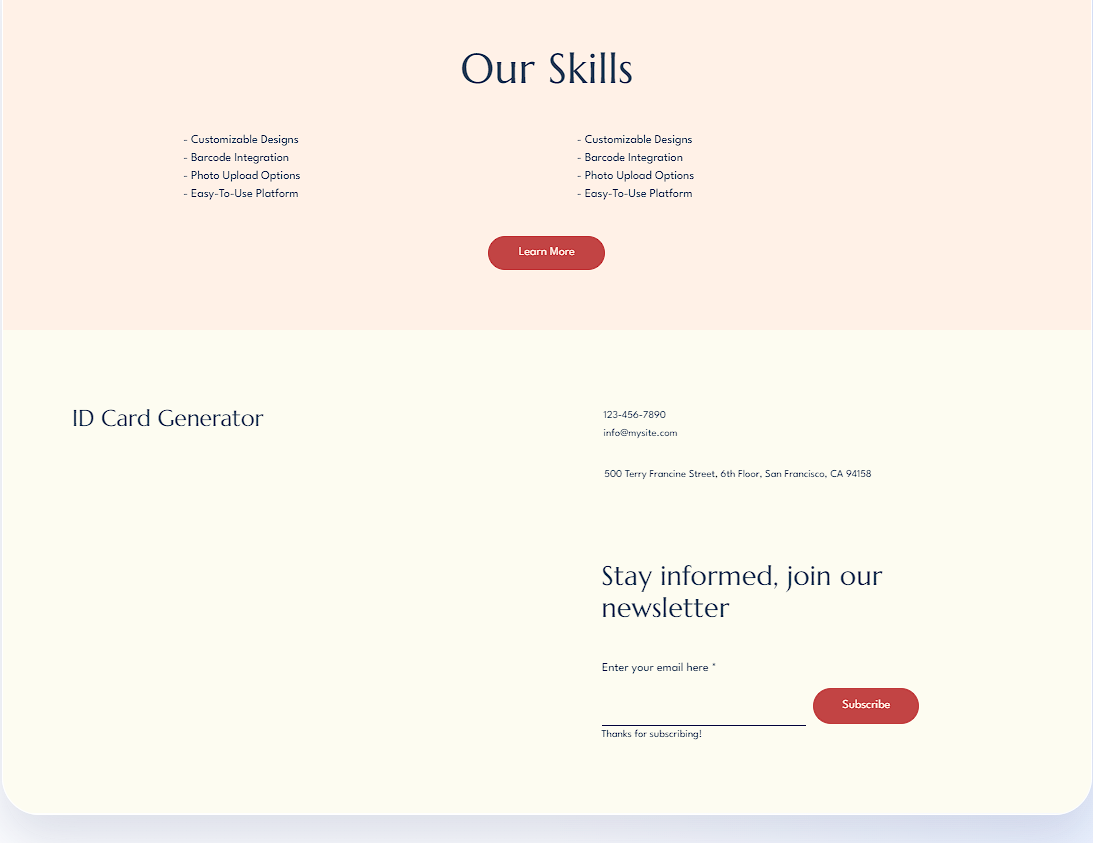 Our Skills
- Customizable Designs
- Barcode Integration
- Photo Upload Options
- Easy-To-Use Platform
- Customizable Designs
- Barcode Integration
- Photo Upload Options
- Easy-To-Use Platform
Learn More
ID Card Generator
123-456-7890
info@mysite.com
500 Terry Francine Street, 6th Floor, San Francisco, CA 94158
Stay informed, join our
newsletter
Enter your email here *
Subscribe
Thanks for subscribing!